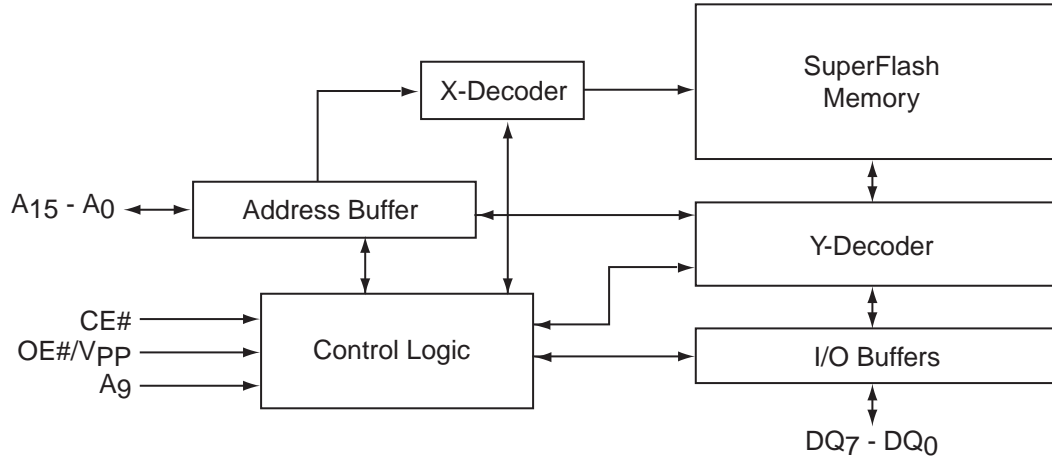 SuperFlash
Memory
X-Decoder
A15 - A0
Address Buffer
Y-Decoder
CE#
OE#/VPP
A9
Control Logic
I/O Buffers
DQ7 - DQ0